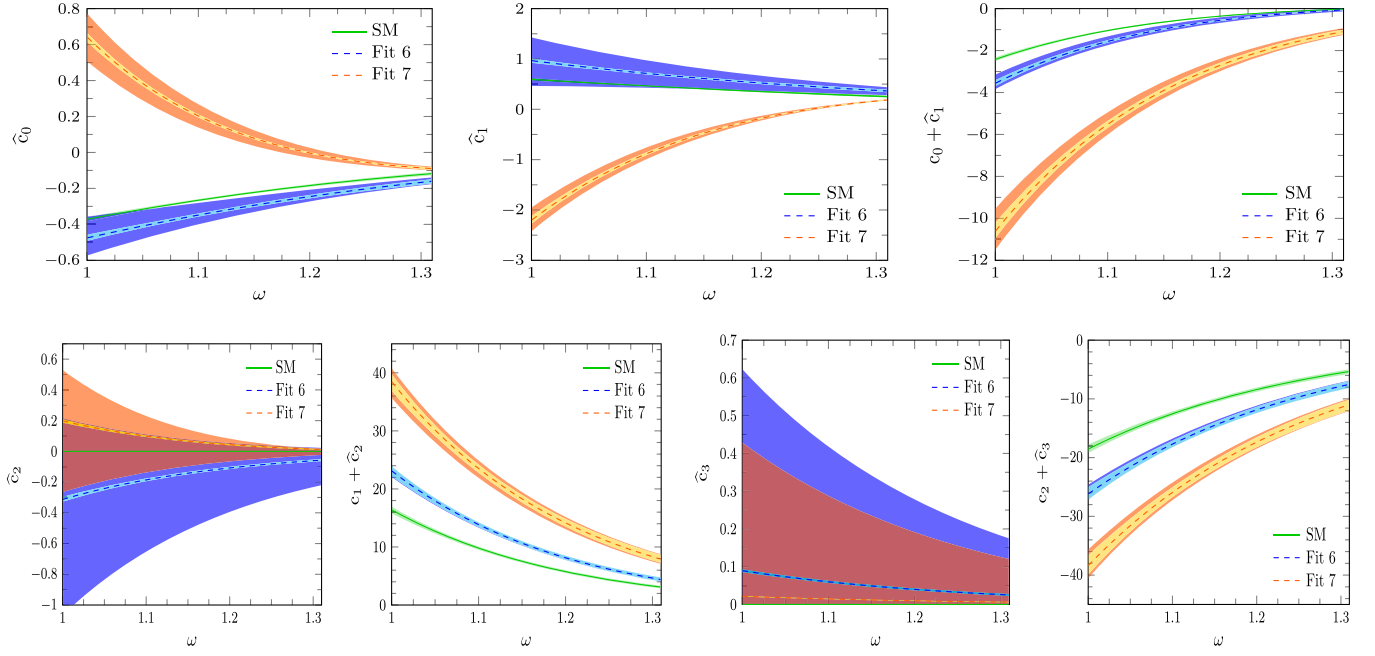 0.8
0.6
0.4
0.2
0
−0.2
−0.4
−0.6
1
1.1
1.2
1.3
ω
ĉ₀
SM
Fit 6
Fit 7
2
1
0
−1
−2
−3
1
1.1
1.2
1.3
ω
ĉ₁
SM
Fit 6
Fit 7
0
−2
−4
−6
−8
−10
−12
1
1.1
1.2
1.3
ω
c₀ + ĉ₁
SM
Fit 6
Fit 7
0.6
0.4
0.2
0
−0.2
−0.4
−0.6
−0.8
−1
1
1.1
1.2
1.3
ω
ĉ₂
SM
Fit 6
Fit 7
40
30
20
10
0
1
1.1
1.2
1.3
ω
c₁ + ĉ₂
SM
Fit 6
Fit 7
0.7
0.6
0.5
0.4
0.3
0.2
0.1
0
1
1.1
1.2
1.3
ω
ĉ₃
SM
Fit 6
Fit 7
0
−10
−20
−30
−40
1
1.1
1.2
1.3
ω
c₂ + ĉ₃
SM
Fit 6
Fit 7